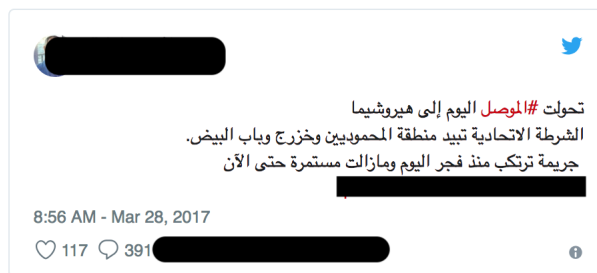 تحولت #الموصل اليوم إلى هيروشيما
الشرطة الاتحادية تبيد منطقة المحموديين وخزرج وباب البيض.
جريمة ترتكب منذ فجر اليوم ومازالت مستمرة حتى الآن
8:56 AM - Mar 28, 2017
117 391